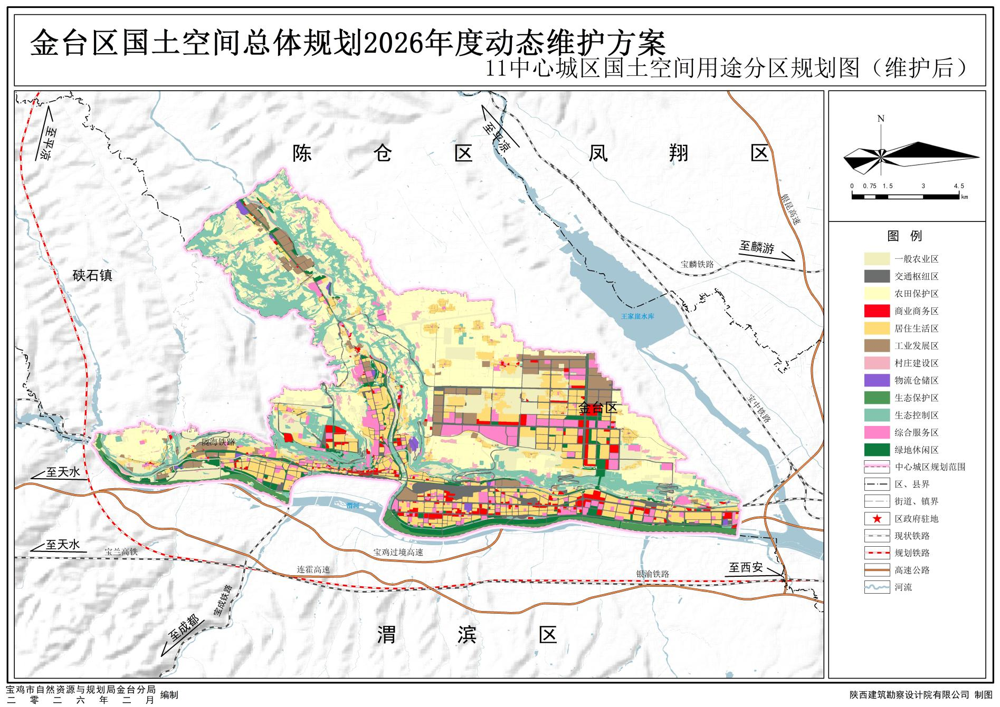 金台区国土空间总体规划2026年度动态维护方案
11中心城区国土空间用途分区规划图（维护后）
至平凉
至平凉
陈仓区
凤翔区
银昆高速
至麟游
宝麟铁路
硖石镇
王家崖水库
宝中铁路
金台区
陇海铁路
至天水
渭河
至天水
宝兰高铁
宝鸡过境高速
连霍高速
银渝铁路
至西安
宝成铁路
至成都
渭滨区
N
0 0.75 1.5 3 4.5
km
图例
一般农业区
交通枢纽区
农田保护区
商业商务区
居住生活区
工业发展区
村庄建设区
物流仓储区
生态保护区
生态控制区
综合服务区
绿地休闲区
中心城区规划范围
区、县界
街道、镇界
区政府驻地
现状铁路
规划铁路
高速公路
河流
宝鸡市自然资源与规划局金台分局
二零二六年二月
编制
陕西建筑勘察设计院有限公司 制图